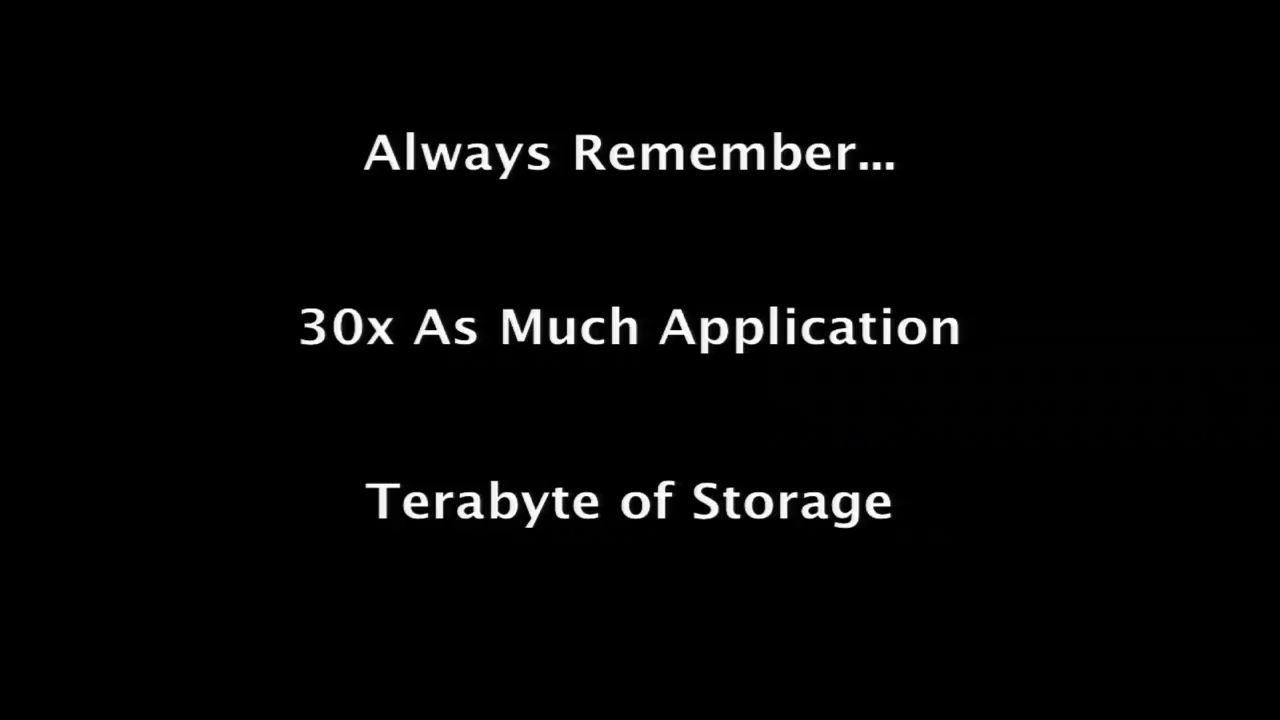 Always Remember...
30x As Much Application
Terabyte of Storage